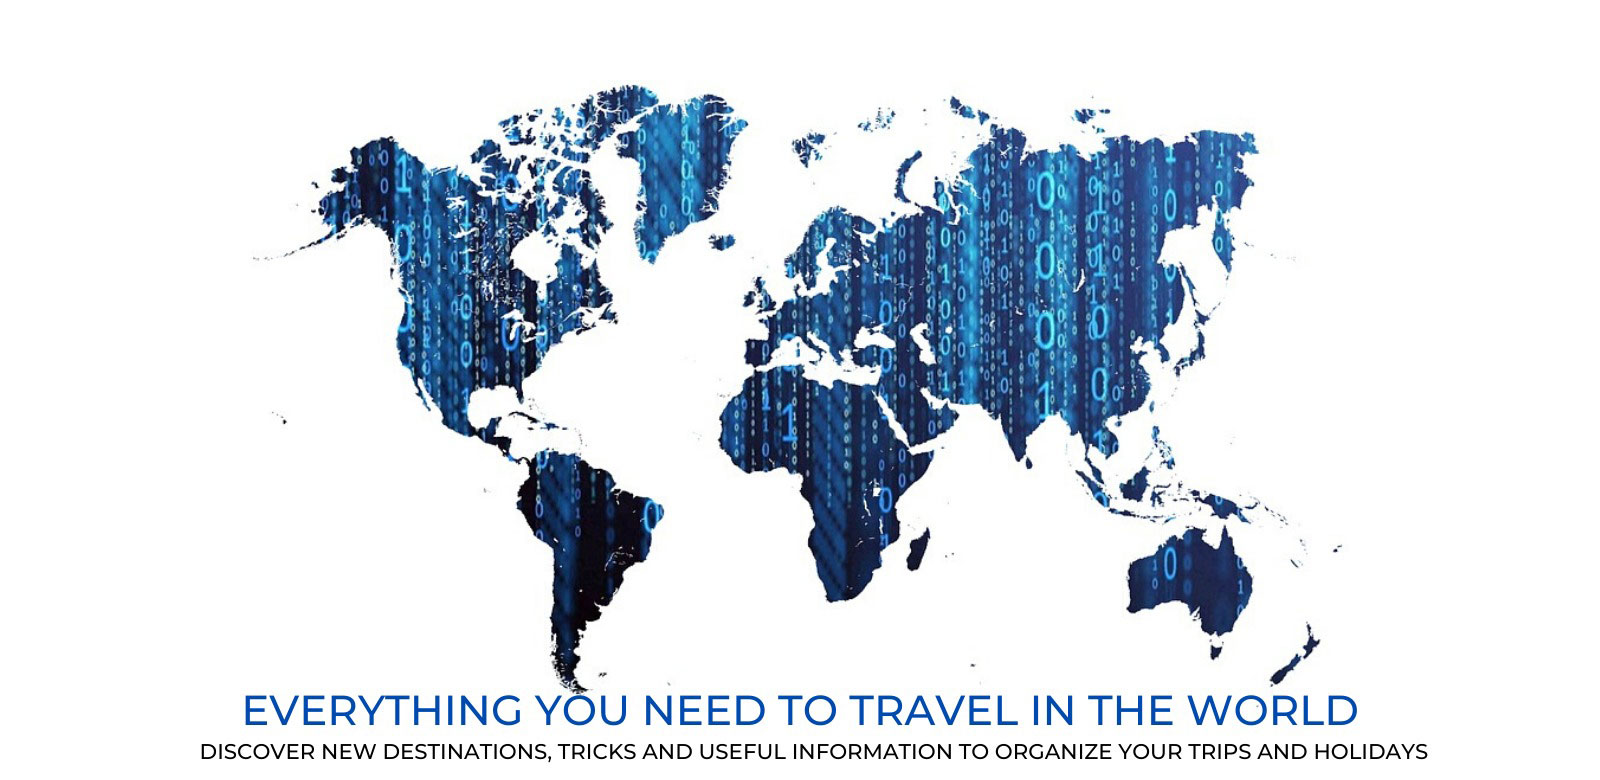 EVERYTHING YOU NEED TO TRAVEL IN THE WORLD
DISCOVER NEW DESTINATIONS, TRICKS AND USEFUL INFORMATION TO ORGANIZE YOUR TRIPS AND HOLIDAYS